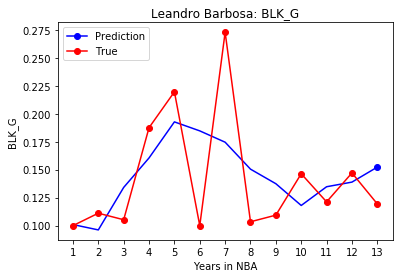 Leandro Barbosa: BLK_G
Prediction
True
BLK_G
0.275
0.250
0.225
0.200
0.175
0.150
0.125
0.100
1 2 3 4 5 6 7 8 9 10 11 12 13
Years in NBA